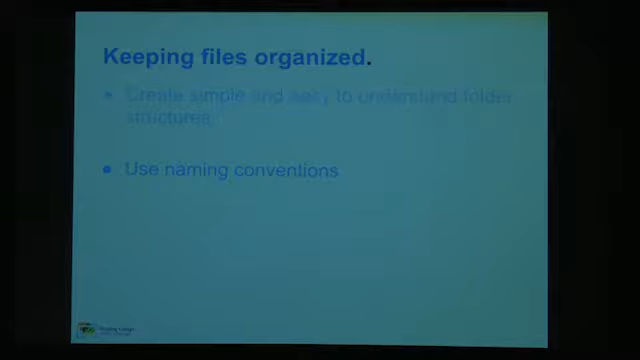 Keeping files organized.
• Create simple and easy to understand folder
structures.
• Use naming conventions